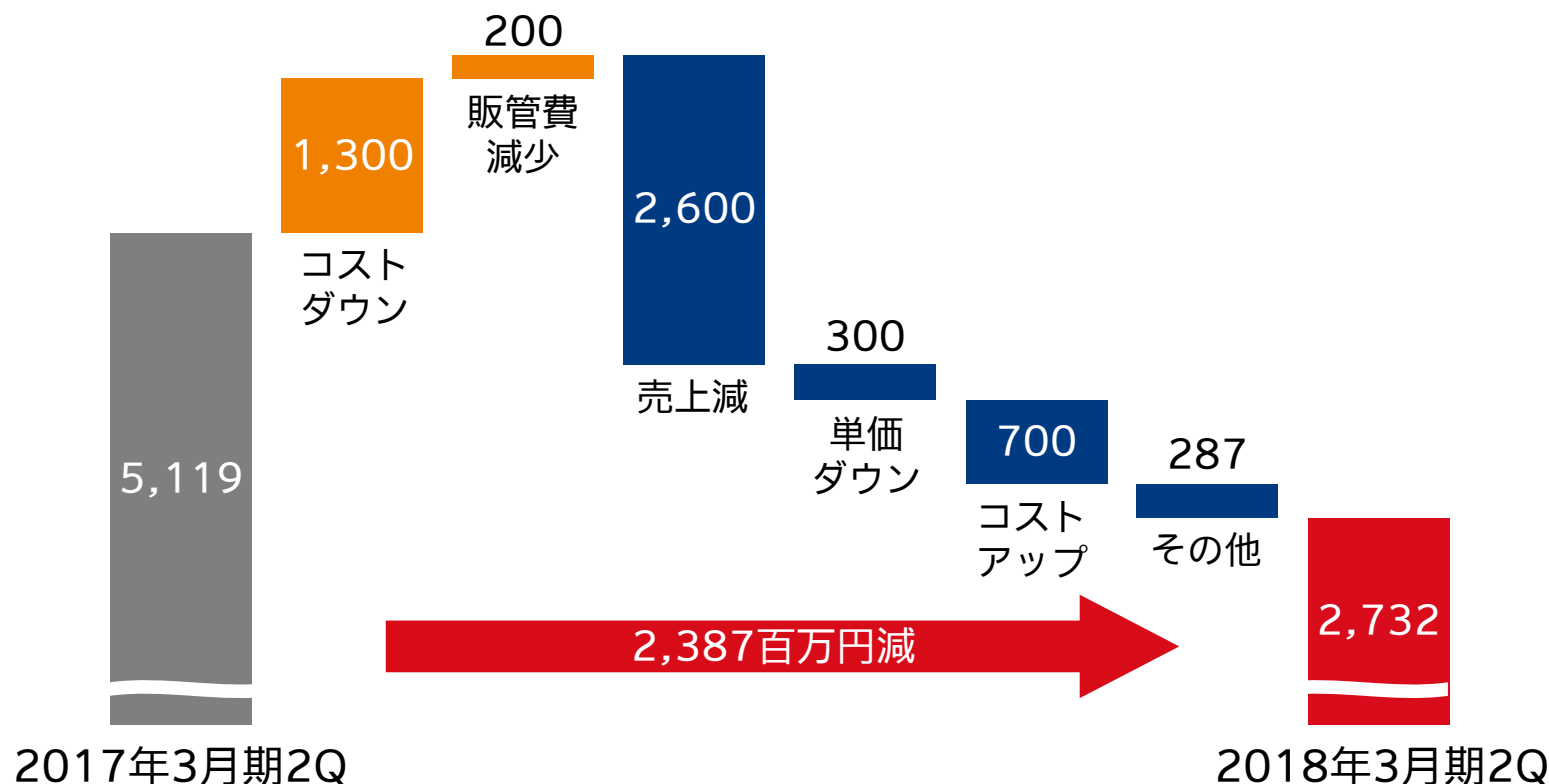 200
販管費
減少
1,300
コスト
ダウン
2,600
売上減
300
単価
ダウン
700
コスト
アップ
287
その他
5,119
2,732
2,387百万円減
2017年3月期2Q
2018年3月期2Q